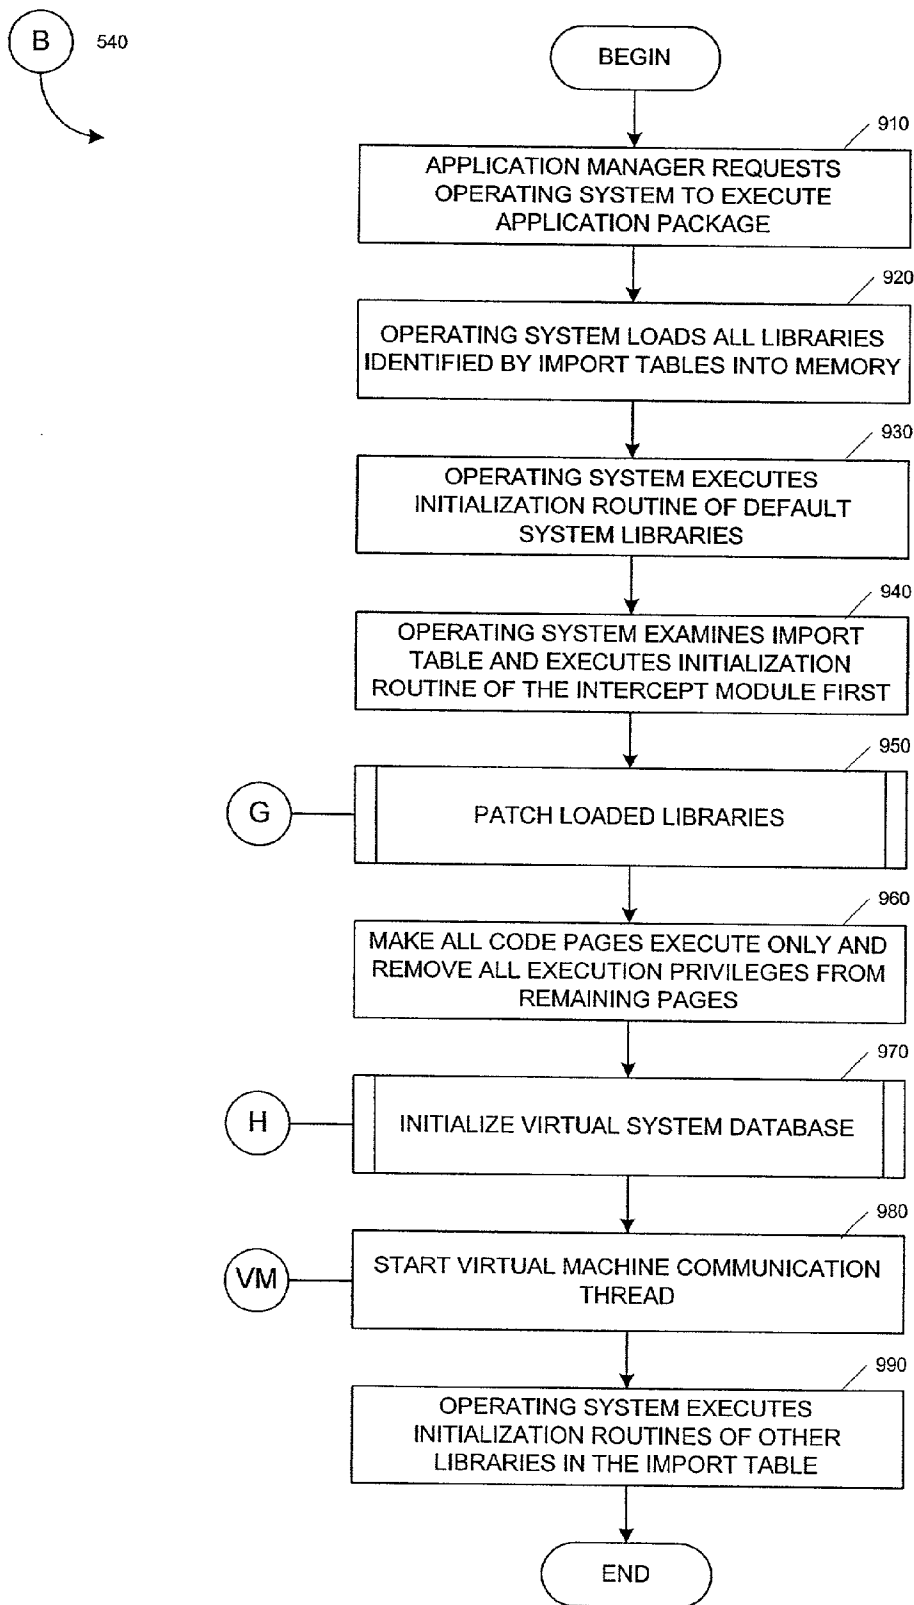 B 540
BEGIN
910
APPLICATION MANAGER REQUESTS
OPERATING SYSTEM TO EXECUTE
APPLICATION PACKAGE
920
OPERATING SYSTEM LOADS ALL LIBRARIES
IDENTIFIED BY IMPORT TABLES INTO MEMORY
930
OPERATING SYSTEM EXECUTES
INITIALIZATION ROUTINE OF DEFAULT
SYSTEM LIBRARIES
940
OPERATING SYSTEM EXAMINES IMPORT
TABLE AND EXECUTES INITIALIZATION
ROUTINE OF THE INTERCEPT MODULE FIRST
950
G
PATCH LOADED LIBRARIES
960
MAKE ALL CODE PAGES EXECUTE ONLY AND
REMOVE ALL EXECUTION PRIVILEGES FROM
REMAINING PAGES
970
H
INITIALIZE VIRTUAL SYSTEM DATABASE
980
VM
START VIRTUAL MACHINE COMMUNICATION
THREAD
990
OPERATING SYSTEM EXECUTES
INITIALIZATION ROUTINES OF OTHER
LIBRARIES IN THE IMPORT TABLE
END